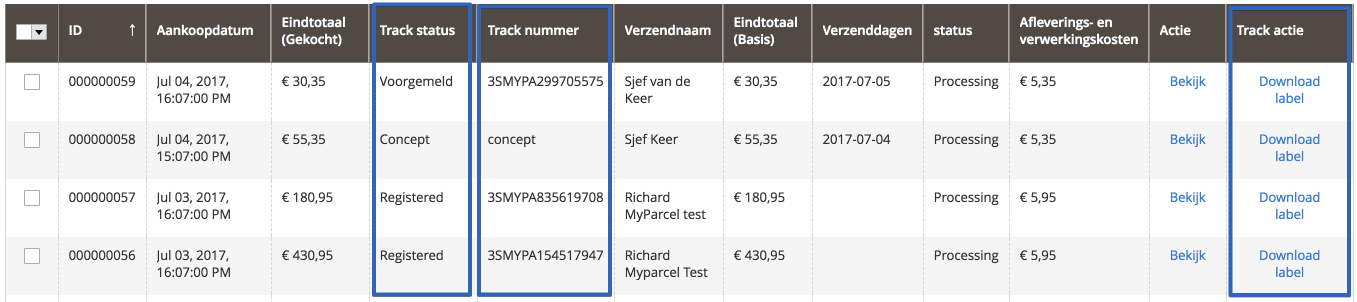 ID ↑ Aankoopdatum Eindtotaal (Gekocht) Track status Track nummer Verzendnaam Eindtotaal (Basis) Verzenddagen status Afleverings- en verwerkingskosten Actie Track actie
000000059 Jul 04, 2017, 16:07:00 PM € 30,35 Voorgemeld 3SMYPA299705575 Sjef van de Keer € 30,35 2017-07-05 Processing € 5,35 Bekijk Download label
000000058 Jul 04, 2017, 15:07:00 PM € 55,35 Concept concept Sjef Keer € 55,35 2017-07-04 Processing € 5,35 Bekijk Download label
000000057 Jul 03, 2017, 16:07:00 PM € 180,95 Registered 3SMYPA835619708 Richard MyParcel test € 180,95 Processing € 5,95 Bekijk Download label
000000056 Jul 03, 2017, 16:07:00 PM € 430,95 Registered 3SMYPA154517947 Richard Myparcel Test € 430,95 Processing € 5,95 Bekijk Download label